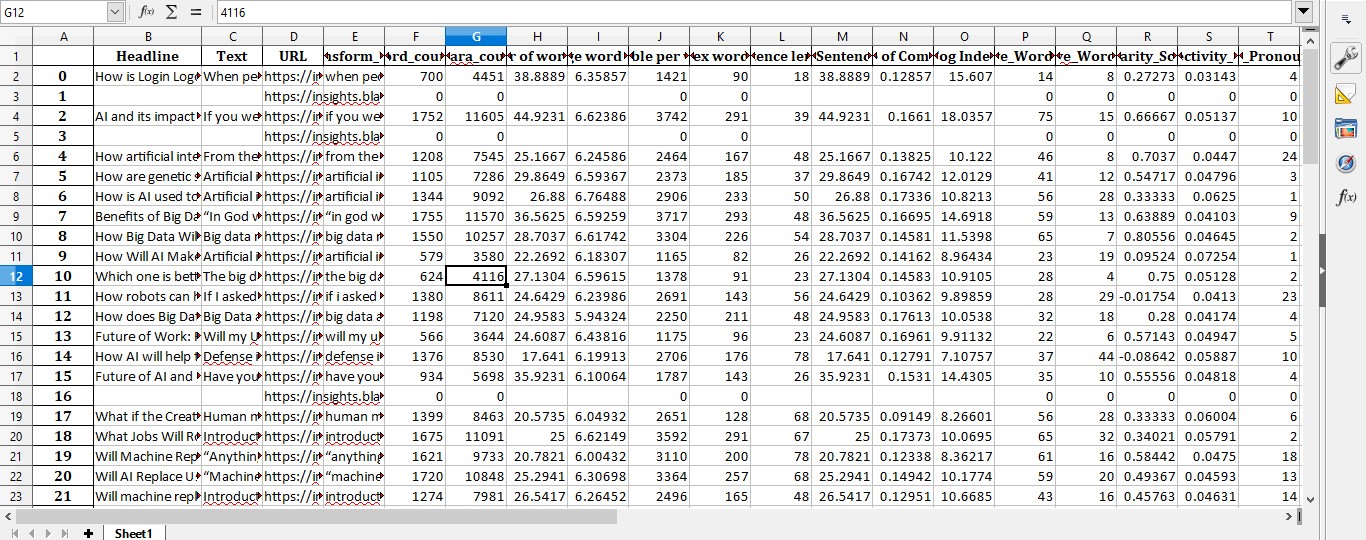 G12 f(x) Σ = 4116
A B C D E F G H I J K L M N O P Q R S T
1 Headline Text URL nsform_ rd_cou ara_cou r of wor e word ble per ex word ence le Sentenc of Com og Inde e_Word e_Word arity_Sc ctivity_ _Pronou
2 0 How is Login Log When pe https://i when pe 700 4451 38.8889 6.35857 1421 90 18 38.8889 0.12857 15.607 14 8 0.27273 0.03143 4
3 1 https://insights.bla 0 0 0 0 0 0 0 0 0
4 2 AI and its impact If you we https://i if you we 1752 11605 44.9231 6.62386 3742 291 39 44.9231 0.1661 18.0357 75 15 0.66667 0.05137 10
5 3 https://insights.bla 0 0 0 0 0 0 0 0 0
6 4 How artificial inte From the https://i from the 1208 7545 25.1667 6.24586 2464 167 48 25.1667 0.13825 10.122 46 8 0.7037 0.0447 24
7 5 How are genetic Artificial https://i artificial i 1105 7286 29.8649 6.59367 2373 185 37 29.8649 0.16742 12.0129 41 12 0.54717 0.04796 3
8 6 How is AI used to Artificial https://i artificial i 1344 9092 26.88 6.76488 2906 233 50 26.88 0.17336 10.8213 56 28 0.33333 0.0625 1
9 7 Benefits of Big Da “In God w https://i “in god w 1755 11570 36.5625 6.59259 3717 293 48 36.5625 0.16695 14.6918 59 13 0.63889 0.04103 9
10 8 How Big Data Wil Big data r https://i big data r 1550 10257 28.7037 6.61742 3304 226 54 28.7037 0.14581 11.5398 65 7 0.80556 0.04645 2
11 9 How Will AI Mak Artificial https://i artificial i 579 3580 22.2692 6.18307 1165 82 26 22.2692 0.14162 8.96434 23 19 0.09524 0.07254 1
12 10 Which one is bett The big d https://i the big da 624 4116 27.1304 6.59615 1378 91 23 27.1304 0.14583 10.9105 28 4 0.75 0.05128 2
13 11 How robots can If I asked https://i if i asked 1380 8611 24.6429 6.23986 2691 143 56 24.6429 0.10362 9.89859 28 29 -0.01754 0.0413 23
14 12 How does Big Da Big Data https://i big data 1198 7120 24.9583 5.94324 2250 211 48 24.9583 0.17613 10.0538 32 18 0.28 0.04174 4
15 13 Future of Work: Will my https://i will my u 566 3644 24.6087 6.43816 1175 96 23 24.6087 0.16961 9.91132 22 6 0.57143 0.04947 5
16 14 How AI will help Defense https://i defense i 1376 8530 17.641 6.19913 2706 176 78 17.641 0.12791 7.10757 37 44 -0.08642 0.05887 10
17 15 Future of AI and Have you https://i have you 934 5698 35.9231 6.10064 1787 143 26 35.9231 0.1531 14.4305 35 10 0.55556 0.04818 4
18 16 https://insights.bla 0 0 0 0 0 0 0 0 0
19 17 What if the Creat Human m https://i human m 1399 8463 20.5735 6.04932 2651 128 68 20.5735 0.09149 8.26601 56 28 0.33333 0.06004 6
20 18 What Jobs Will R Introduct https://i introduct 1675 11091 25 6.62149 3592 291 67 25 0.17373 10.0695 65 32 0.34021 0.05791 2
21 19 Will Machine Rep “Anythin https://i “anything 1621 9733 20.7821 6.00432 3110 200 78 20.7821 0.12338 8.36217 61 16 0.58442 0.0475 18
22 20 Will AI Replace U “Machine https://i “machine 1720 10848 25.2941 6.30698 3364 257 68 25.2941 0.14942 10.1774 59 20 0.49367 0.04593 13
23 21 Will machine repl Introduct https://i introduct 1274 7981 26.5417 6.26452 2496 165 48 26.5417 0.12951 10.6685 43 16 0.45763 0.04631 14
Sheet1